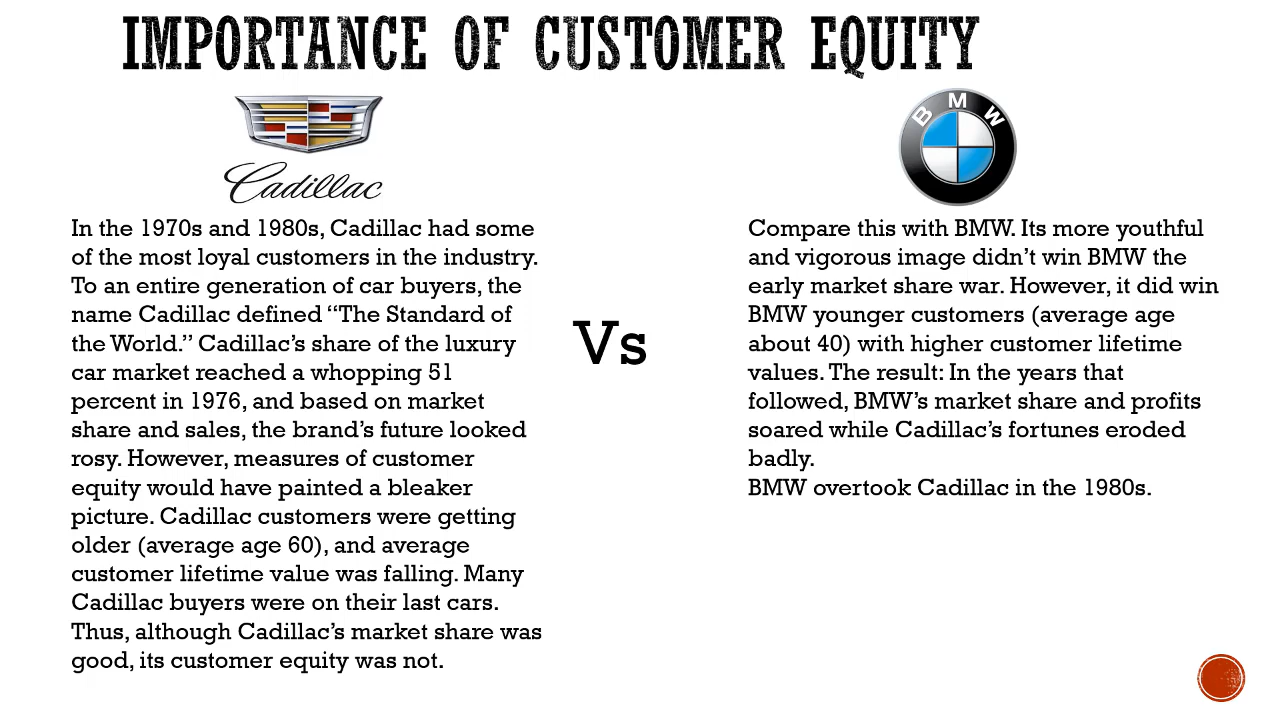 IMPORTANCE OF CUSTOMER EQUITY
Cadillac
In the 1970s and 1980s, Cadillac had some
of the most loyal customers in the industry.
To an entire generation of car buyers, the
name Cadillac defined “The Standard of
the World.” Cadillac’s share of the luxury
car market reached a whopping 51
percent in 1976, and based on market
share and sales, the brand’s future looked
rosy. However, measures of customer
equity would have painted a bleaker
picture. Cadillac customers were getting
older (average age 60), and average
customer lifetime value was falling. Many
Cadillac buyers were on their last cars.
Thus, although Cadillac’s market share was
good, its customer equity was not.
Vs
BMW
Compare this with BMW. Its more youthful
and vigorous image didn’t win BMW the
early market share war. However, it did win
BMW younger customers (average age
about 40) with higher customer lifetime
values. The result: In the years that
followed, BMW’s market share and profits
soared while Cadillac’s fortunes eroded
badly.
BMW overtook Cadillac in the 1980s.